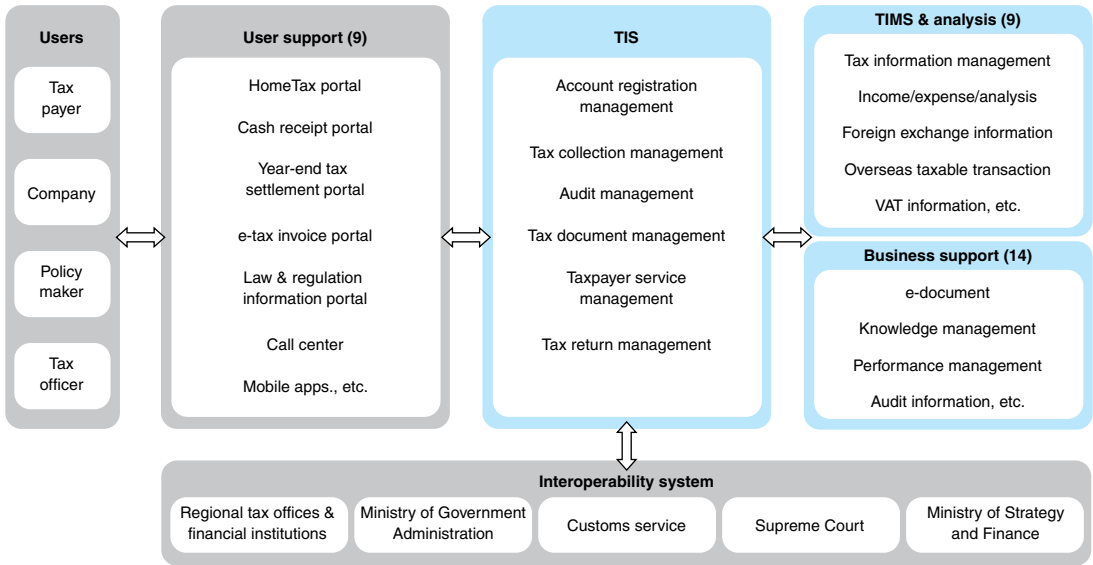 Users
Tax
payer
Company
Policy
maker
Tax
officer
User support (9)
HomeTax portal
Cash receipt portal
Year-end tax
settlement portal
e-tax invoice portal
Law & regulation
information portal
Call center
Mobile apps., etc.
TIS
Account registration
management
Tax collection management
Audit management
Tax document management
Taxpayer service
management
Tax return management
TIMS & analysis (9)
Tax information management
Income/expense/analysis
Foreign exchange information
Overseas taxable transaction
VAT information, etc.
Business support (14)
e-document
Knowledge management
Performance management
Audit information, etc.
Interoperability system
Regional tax offices &
financial institutions
Ministry of Government
Administration
Customs service
Supreme Court
Ministry of Strategy
and Finance